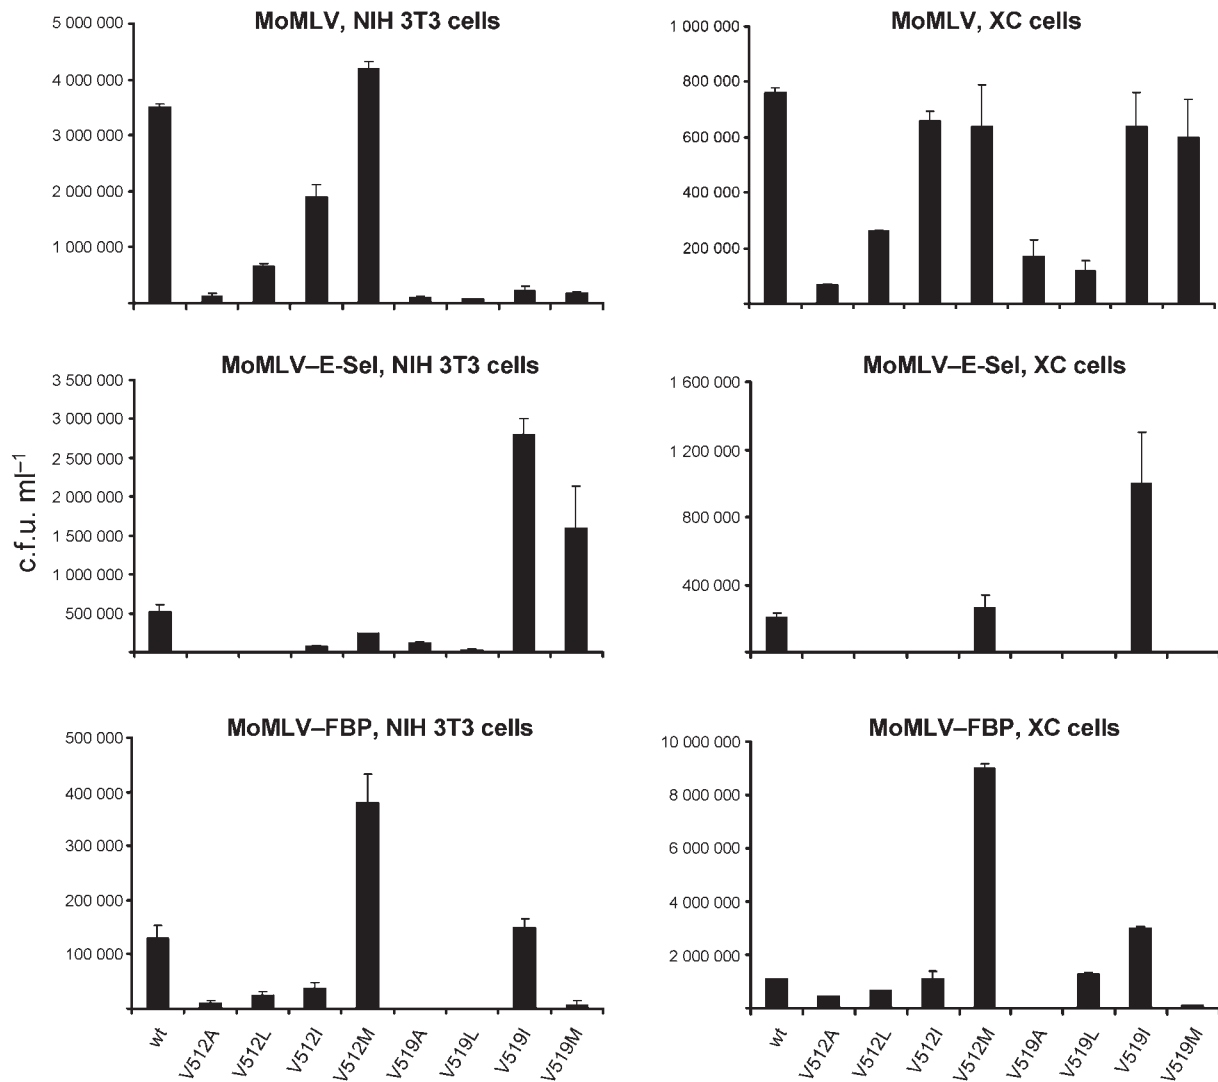 MoMLV, NIH 3T3 cells
5 000 000
4 000 000
3 000 000
2 000 000
1 000 000
MoMLV, XC cells
1 000 000
800 000
600 000
400 000
200 000
MoMLV–E-Sel, NIH 3T3 cells
3 500 000
3 000 000
2 500 000
2 000 000
1 500 000
1 000 000
500 000
MoMLV–E-Sel, XC cells
1 600 000
1 200 000
800 000
400 000
c.f.u. ml⁻¹
MoMLV–FBP, NIH 3T3 cells
500 000
400 000
300 000
200 000
100 000
wt
V512A
V512L
V512I
V512M
V519A
V519L
V519I
V519M
MoMLV–FBP, XC cells
10 000 000
8 000 000
6 000 000
4 000 000
2 000 000
wt
V512A
V512L
V512I
V512M
V519A
V519L
V519I
V519M